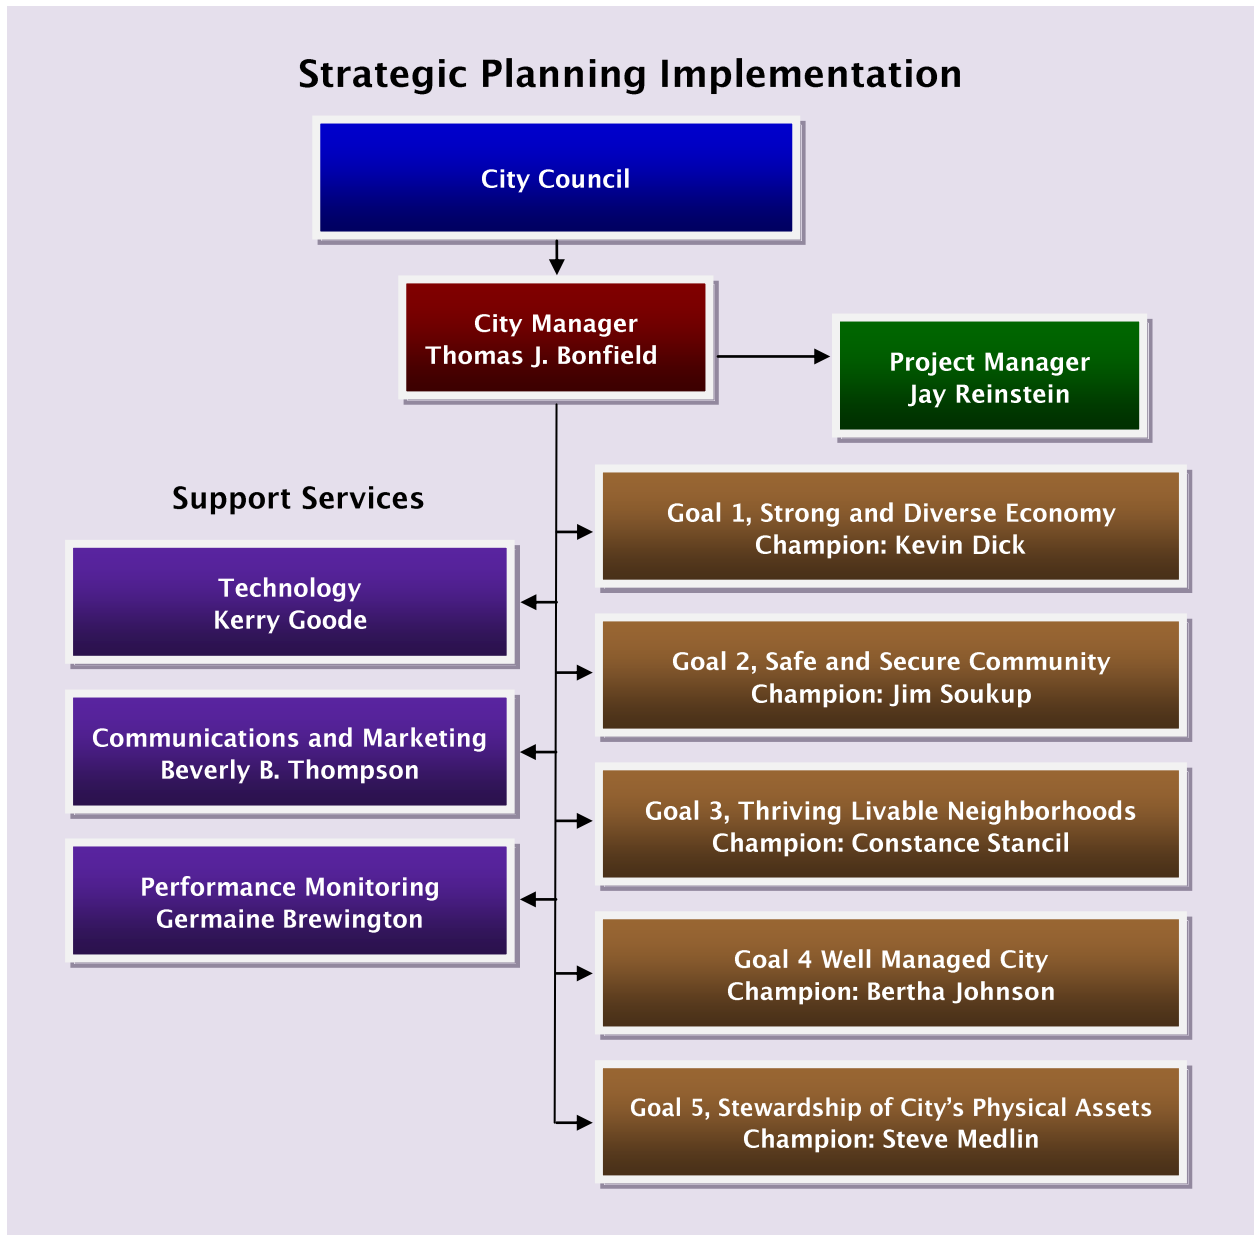 Strategic Planning Implementation
City Council
City Manager
Thomas J. Bonfield
Project Manager
Jay Reinstein
Support Services
Technology
Kerry Goode
Communications and Marketing
Beverly B. Thompson
Performance Monitoring
Germaine Brewington
Goal 1, Strong and Diverse Economy
Champion: Kevin Dick
Goal 2, Safe and Secure Community
Champion: Jim Soukup
Goal 3, Thriving Livable Neighborhoods
Champion: Constance Stancil
Goal 4 Well Managed City
Champion: Bertha Johnson
Goal 5, Stewardship of City’s Physical Assets
Champion: Steve Medlin